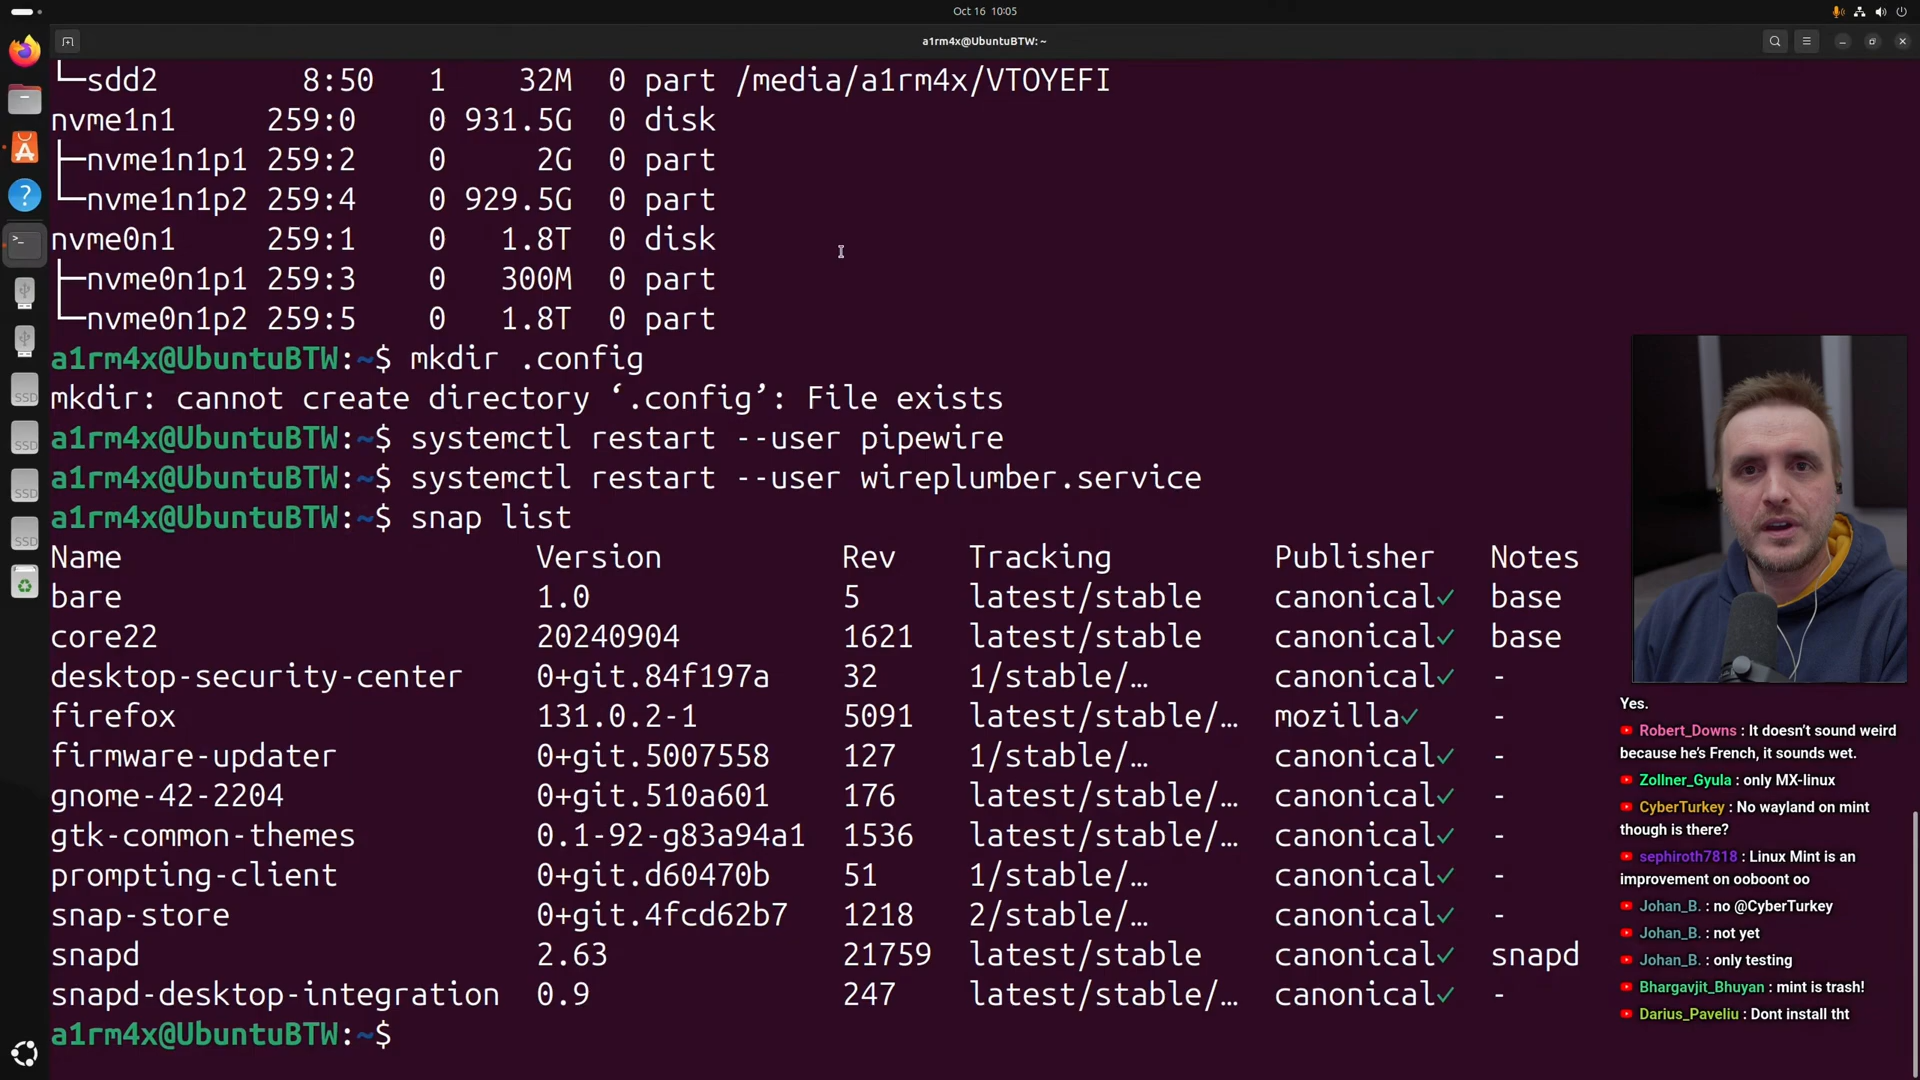 Oct 16 10:05
a1rm4x@UbuntuBTW: ~
└─sdd2 8:50 1 32M 0 part /media/a1rm4x/VTOYEFI
nvme1n1 259:0 0 931.5G 0 disk
├─nvme1n1p1 259:2 0 2G 0 part
└─nvme1n1p2 259:4 0 929.5G 0 part
nvme0n1 259:1 0 1.8T 0 disk
├─nvme0n1p1 259:3 0 300M 0 part
└─nvme0n1p2 259:5 0 1.8T 0 part
a1rm4x@UbuntuBTW:~$ mkdir .config
mkdir: cannot create directory ‘.config’: File exists
a1rm4x@UbuntuBTW:~$ systemctl restart --user pipewire
a1rm4x@UbuntuBTW:~$ systemctl restart --user wireplumber.service
a1rm4x@UbuntuBTW:~$ snap list
Name Version Rev Tracking Publisher Notes
bare 1.0 5 latest/stable canonical✓ base
core22 20240904 1621 latest/stable canonical✓ base
desktop-security-center 0+git.84f197a 32 1/stable/… canonical✓ -
firefox 131.0.2-1 5091 latest/stable/… mozilla✓ -
firmware-updater 0+git.5007558 127 1/stable/… canonical✓ -
gnome-42-2204 0+git.510a601 176 latest/stable/… canonical✓ -
gtk-common-themes 0.1-92-g83a94a1 1536 latest/stable/… canonical✓ -
prompting-client 0+git.d60470b 51 1/stable/… canonical✓ -
snap-store 0+git.4fcd62b7 1218 2/stable/… canonical✓ -
snapd 2.63 21759 latest/stable canonical✓ snapd
snapd-desktop-integration 0.9 247 latest/stable/… canonical✓ -
a1rm4x@UbuntuBTW:~$
Yes.
Robert_Downs : It doesn’t sound weird
because he’s French, it sounds wet.
Zollner_Gyula : only MX-linux
CyberTurkey : No wayland on mint
though is there?
sephiroth7818 : Linux Mint is an
improvement on ooboont oo
Johan_B. : no @CyberTurkey
Johan_B. : not yet
Johan_B. : only testing
Bhargavjit_Bhuyan : mint is trash!
Darius_Paveliu : Dont install tht
SSD
SSD
SSD
SSD